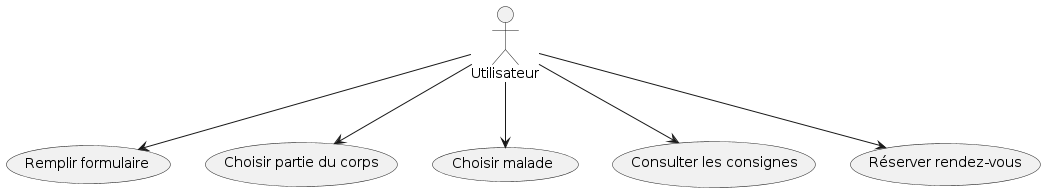 Utilisateur
Remplir formulaire
Choisir partie du corps
Choisir malade
Consulter les consignes
Réserver rendez-vous